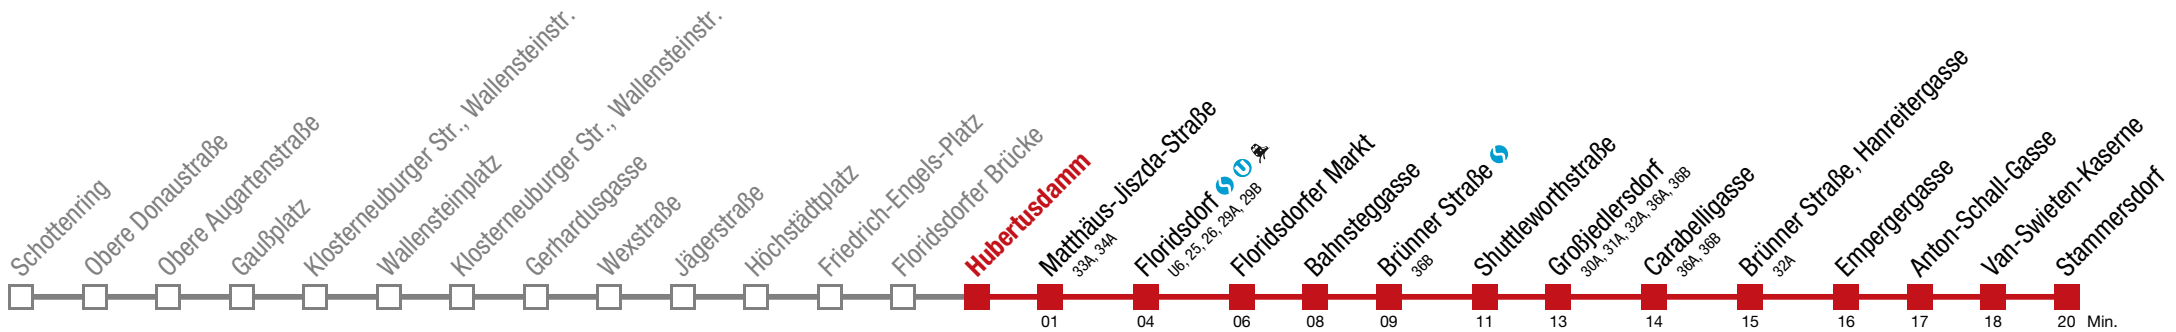 Schottenring
Obere Donaustraße
Obere Augartenstraße
Gaußplatz
Klosterneuburger Str., Wallensteinstr.
Wallensteinplatz
Klosterneuburger Str., Wallensteinstr.
Gerhardusgasse
Wexstraße
Jägerstraße
Höchstädtplatz
Friedrich-Engels-Platz
Floridsdorfer Brücke
Hubertusdamm
Matthäus-Jiszda-Straße
33A, 34A
Floridsdorf S U
U6, 25, 26, 29A, 29B
Floridsdorfer Markt
Bahnsteggasse
Brünner Straße S
36B
Shuttleworthstraße
Großjedlersdorf
30A, 31A, 32A, 36A, 36B
Carabelligasse
36A, 36B
Brünner Straße, Hanreitergasse
32A
Empergergasse
Anton-Schall-Gasse
Van-Swieten-Kaserne
Stammersdorf
01 04 06 08 09 11 13 14 15 16 17 18 20 Min.